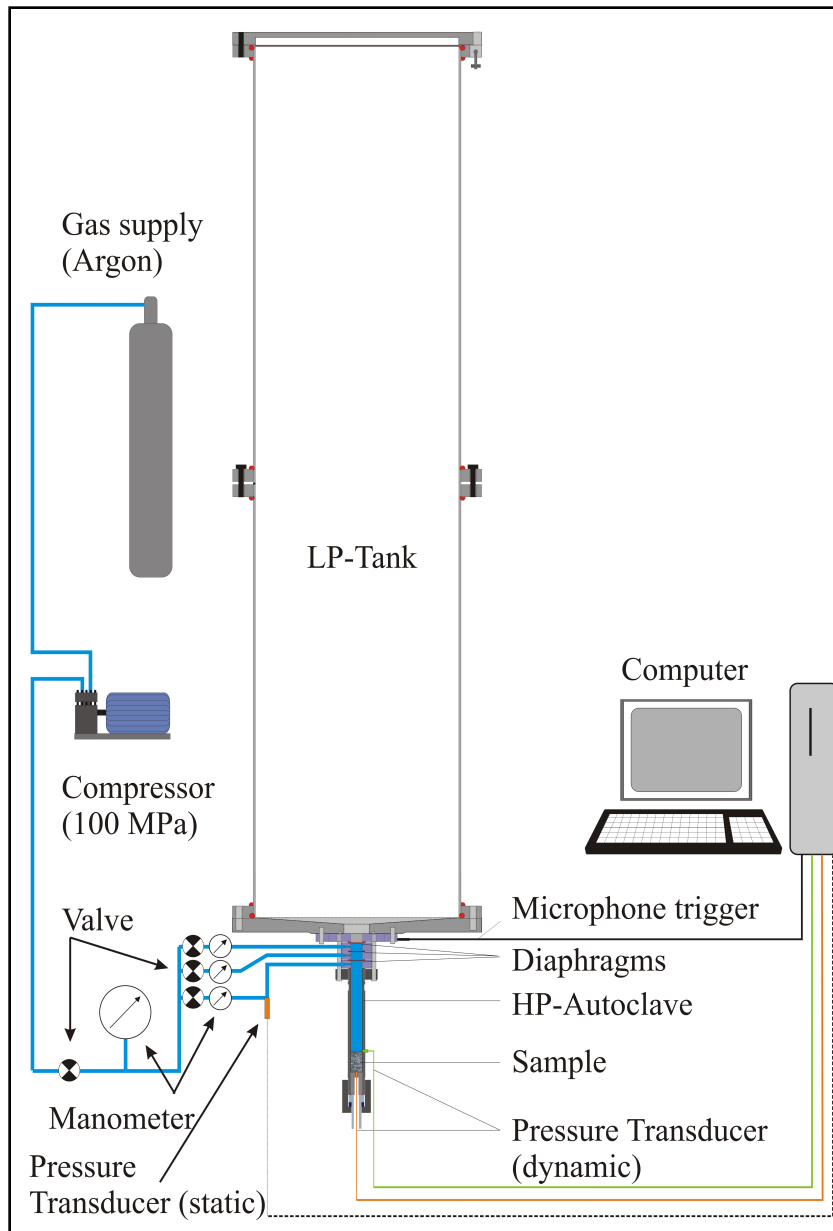 Gas supply
(Argon)
LP-Tank
Computer
Compressor
(100 MPa)
Valve
Microphone trigger
Diaphragms
HP-Autoclave
Sample
Manometer
Pressure Transducer
(dynamic)
Pressure
Transducer (static)